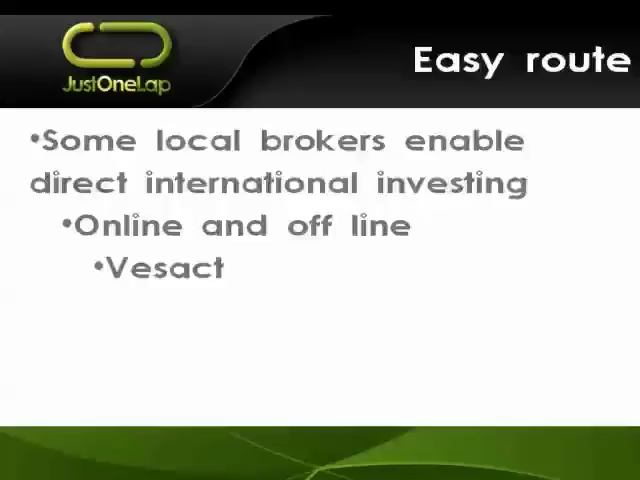 JustOneLap
Easy route
•Some local brokers enable
direct international investing
•Online and off line
•Vesact